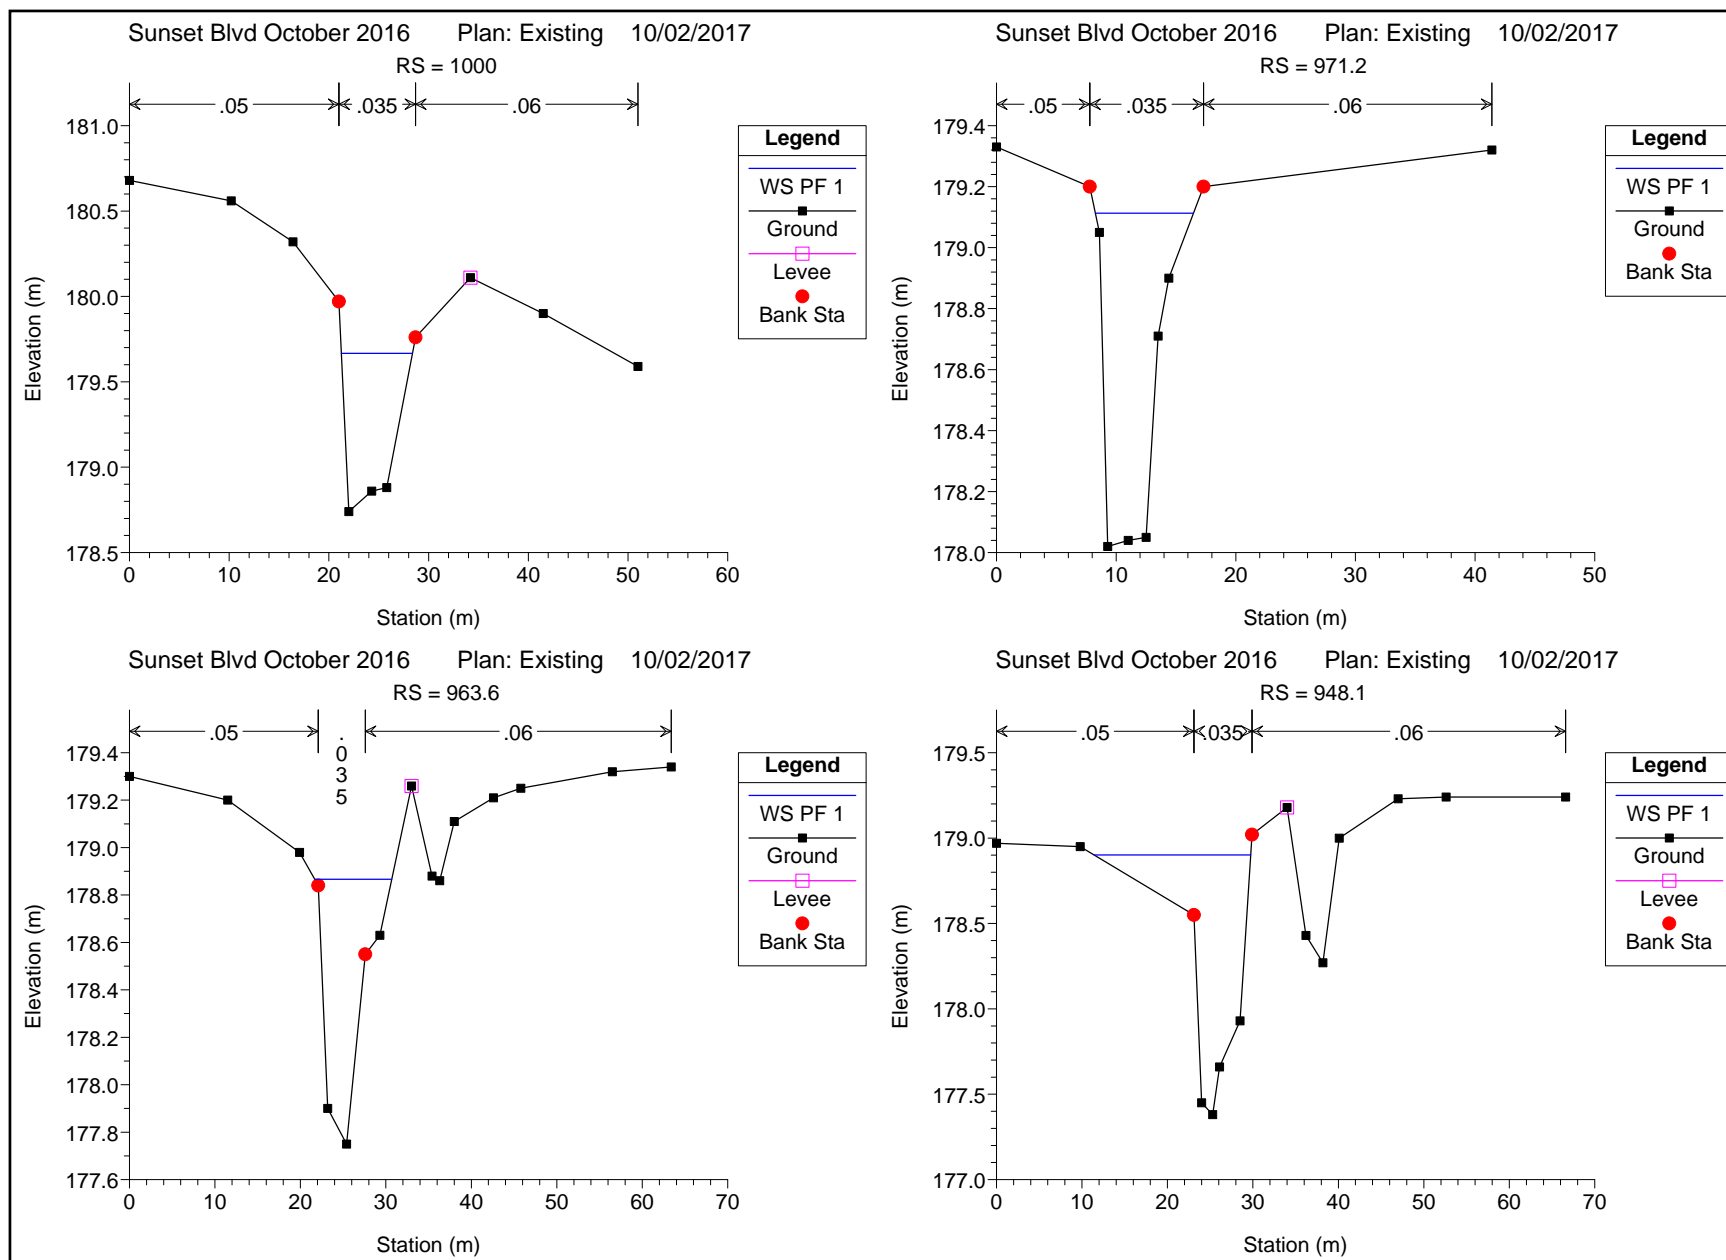 Sunset Blvd October 2016 Plan: Existing 10/02/2017
RS = 1000
.05 .035 .06
181.0
180.5
180.0
179.5
179.0
178.5
0 10 20 30 40 50 60
Elevation (m)
Station (m)
Legend
WS PF 1
Ground
Levee
Bank Sta
Sunset Blvd October 2016 Plan: Existing 10/02/2017
RS = 971.2
.05 .035 .06
179.4
179.2
179.0
178.8
178.6
178.4
178.2
178.0
0 10 20 30 40 50
Elevation (m)
Station (m)
Legend
WS PF 1
Ground
Bank Sta
Sunset Blvd October 2016 Plan: Existing 10/02/2017
RS = 963.6
.05 .035 .06
179.4
179.2
179.0
178.8
178.6
178.4
178.2
178.0
177.8
177.6
0 10 20 30 40 50 60 70
Elevation (m)
Station (m)
Legend
WS PF 1
Ground
Levee
Bank Sta
Sunset Blvd October 2016 Plan: Existing 10/02/2017
RS = 948.1
.05 .035 .06
179.5
179.0
178.5
178.0
177.5
177.0
0 10 20 30 40 50 60 70
Elevation (m)
Station (m)
Legend
WS PF 1
Ground
Levee
Bank Sta